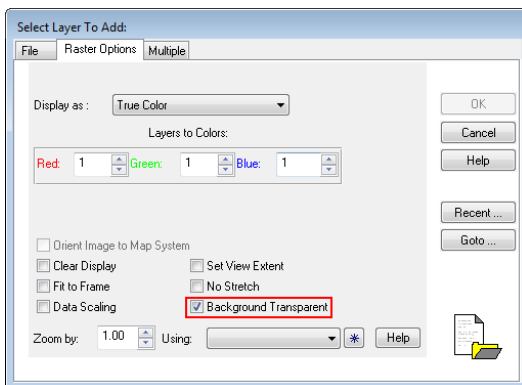 Select Layer To Add:
File Raster Options Multiple
Display as : True Color OK
Layers to Colors: Cancel
Red: 1 Green: 1 Blue: 1 Help
Recent ...
Orient Image to Map System Goto ...
Clear Display Set View Extent
Fit to Frame No Stretch
Data Scaling Background Transparent
Zoom by: 1.00 Using: Help